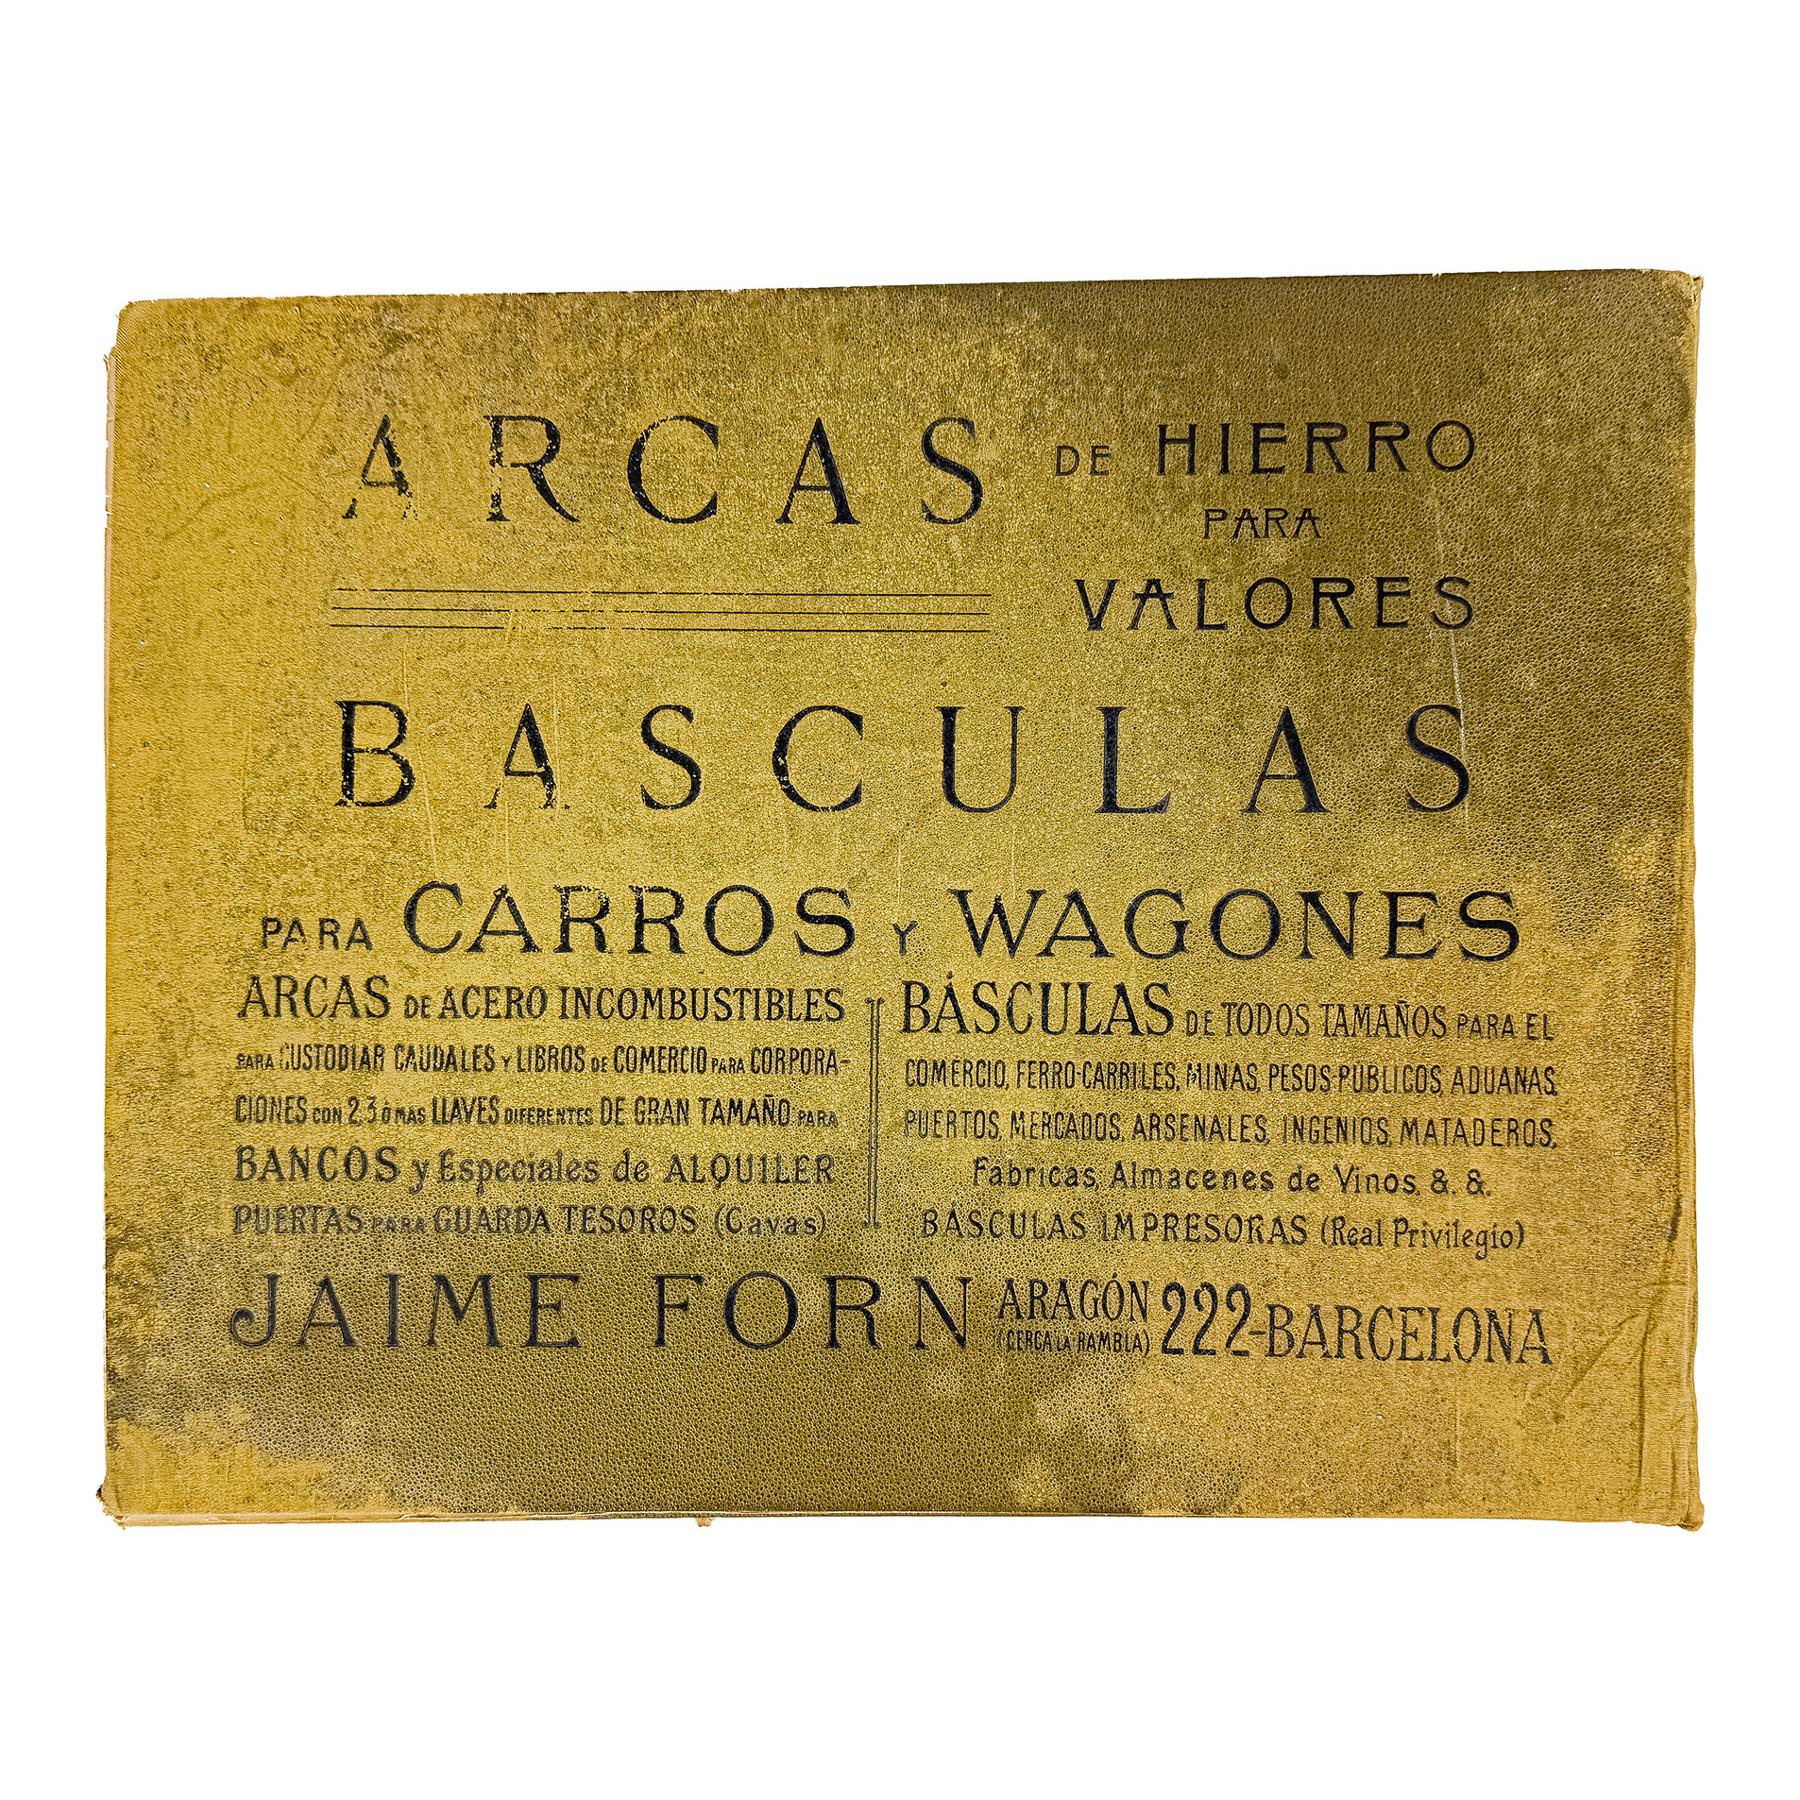 ARCAS DE HIERRO
PARA
VALORES
BASCULAS
PARA CARROS Y WAGONES
ARCAS DE ACERO INCOMBUSTIBLES
PARA CUSTODIAR CAUDALES Y LIBROS DE COMERCIO PARA CORPORA-
CIONES CON 2, 3 Ó MAS LLAVES DIFERENTES DE GRAN TAMAÑO PARA
BANCOS y Especiales de ALQUILER
PUERTAS PARA GUARDA TESOROS (Cavas)
BÁSCULAS DE TODOS TAMAÑOS PARA EL
COMERCIO, FERRO-CARRILES, MINAS, PESOS-PUBLICOS, ADUANAS.
PUERTOS, MERCADOS, ARSENALES, INGENIOS, MATADEROS,
Fabricas, Almacenes de Vinos, &. &.
BÁSCULAS IMPRESORAS (Real Privilegio)
JAIME FORN ARAGÓN 222-BARCELONA
(CERCA LA RAMBLA)